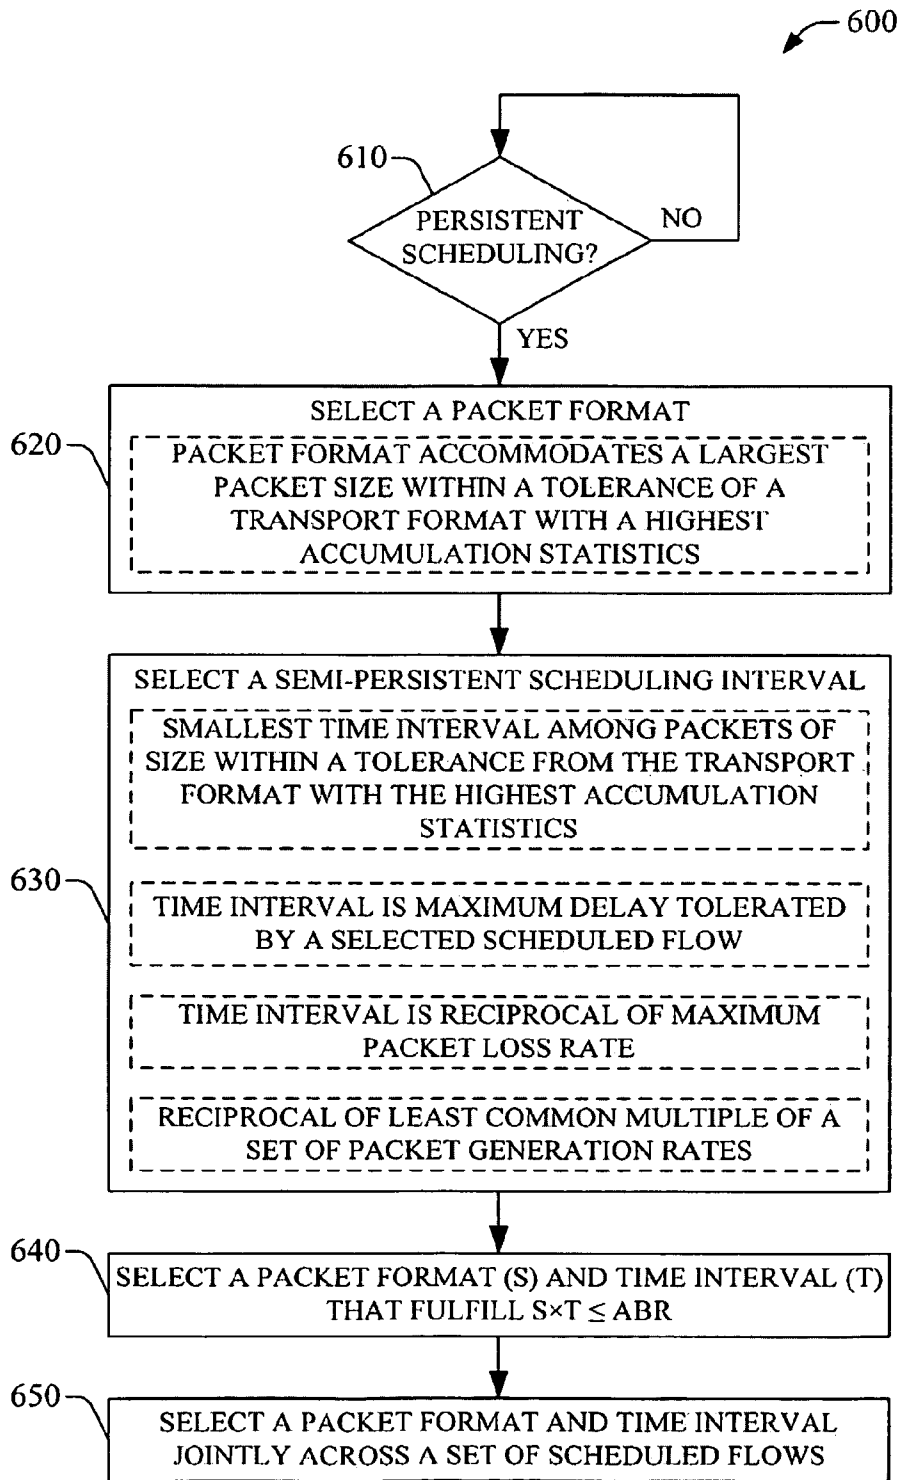 600
610
PERSISTENT
SCHEDULING?
NO
YES
620
SELECT A PACKET FORMAT
PACKET FORMAT ACCOMMODATES A LARGEST
PACKET SIZE WITHIN A TOLERANCE OF A
TRANSPORT FORMAT WITH A HIGHEST
ACCUMULATION STATISTICS
630
SELECT A SEMI-PERSISTENT SCHEDULING INTERVAL
SMALLEST TIME INTERVAL AMONG PACKETS OF
SIZE WITHIN A TOLERANCE FROM THE TRANSPORT
FORMAT WITH THE HIGHEST ACCUMULATION
STATISTICS
TIME INTERVAL IS MAXIMUM DELAY TOLERATED
BY A SELECTED SCHEDULED FLOW
TIME INTERVAL IS RECIPROCAL OF MAXIMUM
PACKET LOSS RATE
RECIPROCAL OF LEAST COMMON MULTIPLE OF A
SET OF PACKET GENERATION RATES
640
SELECT A PACKET FORMAT (S) AND TIME INTERVAL (T)
THAT FULFILL S×T ≤ ABR
650
SELECT A PACKET FORMAT AND TIME INTERVAL
JOINTLY ACROSS A SET OF SCHEDULED FLOWS